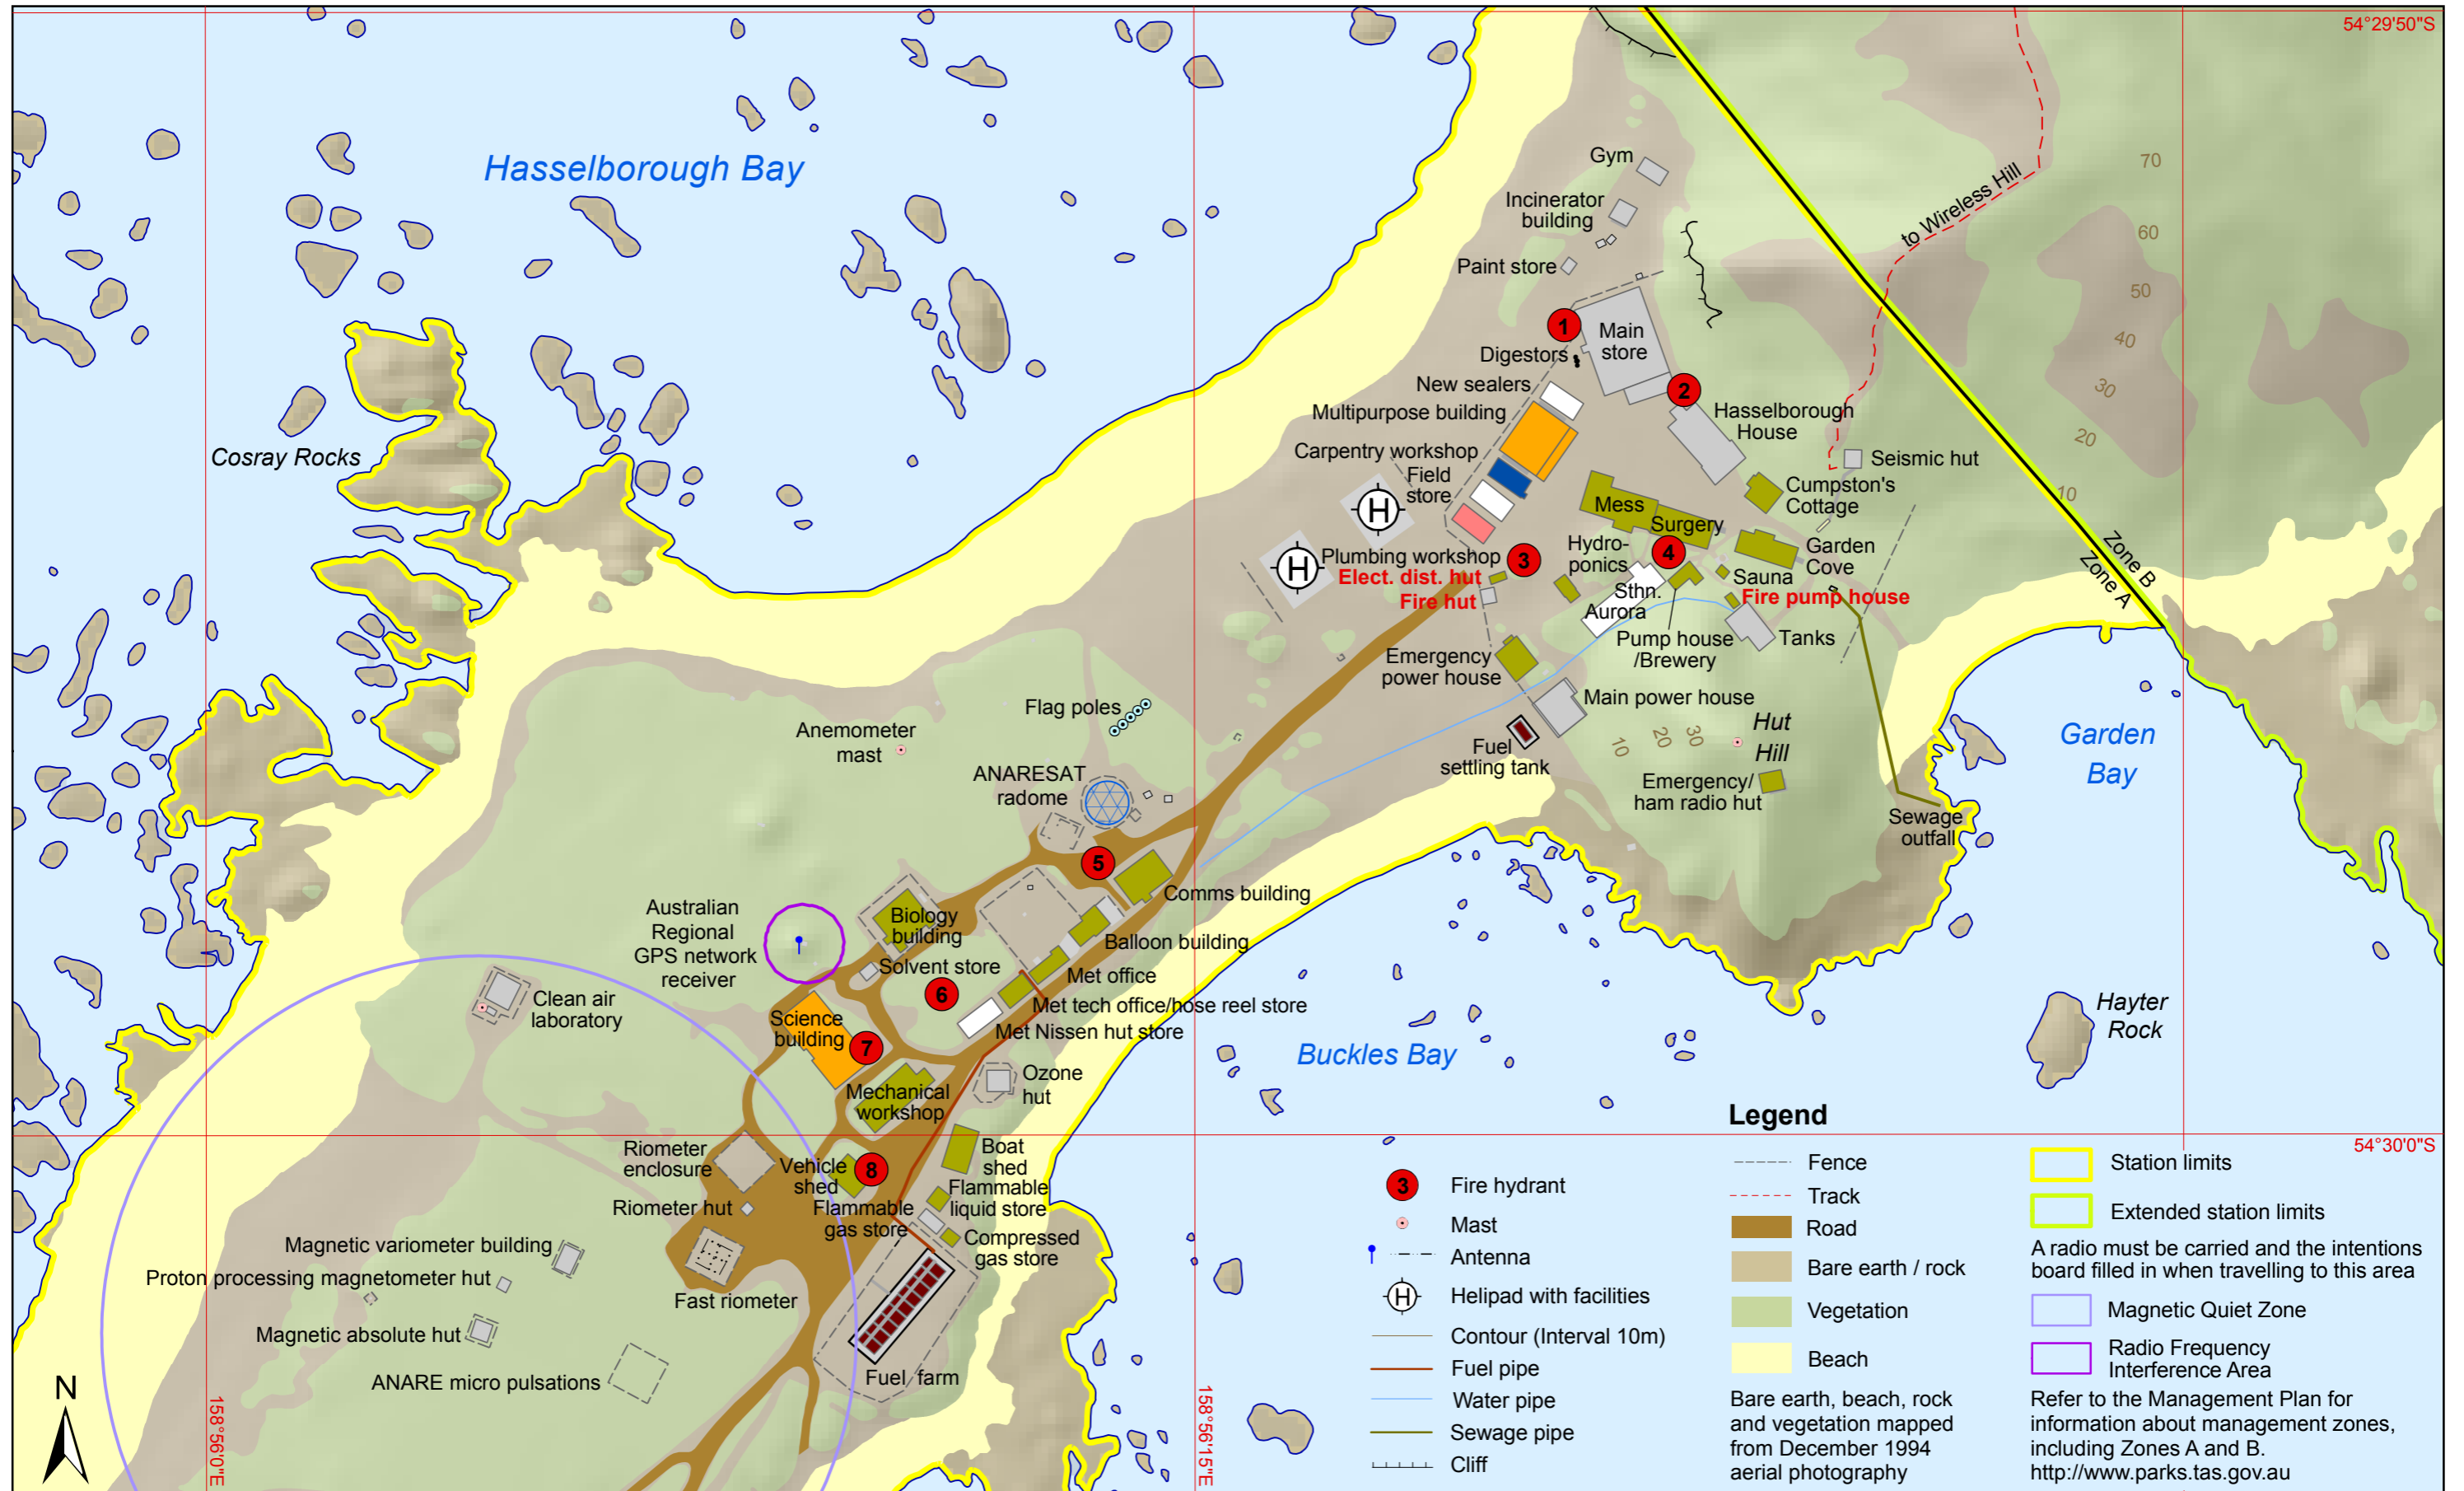 54°29'50"S
Hasselborough Bay
Gym
Incinerator
building
to Wireless Hill
70
60
50
40
30
20
10
Paint store
1
Main
store
Digestors
New sealers
2
Multipurpose building
Hasselborough
House
Carpentry workshop
Field
store
Cosray Rocks
Seismic hut
Cumpston's
Cottage
H
Mess
Surgery
Hydro-
ponics
4
Garden
Cove
Zone B
Zone A
H
Plumbing workshop
3
Elect. dist. hut
Fire hut
Sauna
Fire pump house
Sthn.
Aurora
Pump house
/Brewery
Tanks
Emergency
power house
Main power house
Hut
Hill
10
20
30
Fuel
settling tank
Emergency/
ham radio hut
Garden
Bay
Sewage
outfall
Flag poles
Anemometer
mast
ANARESAT
radome
5
Comms building
Australian
Regional
GPS network
receiver
Biology
building
Balloon building
Solvent store
Met office
6
Met tech office/hose reel store
Clean air
laboratory
Science
building
7
Met Nissen hut store
Hayter
Rock
Buckles Bay
Ozone
hut
Mechanical
workshop
Riometer
enclosure
Vehicle
shed
8
Boat
shed
Riometer hut
Flammable
liquid store
Flammable
gas store
Compressed
gas store
Magnetic variometer building
Proton processing magnetometer hut
Fast riometer
Magnetic absolute hut
ANARE micro pulsations
Fuel farm
N
158°56'0"E
158°56'15"E
54°30'0"S
Legend
3
Fire hydrant
Mast
Antenna
H
Helipad with facilities
Contour (Interval 10m)
Fuel pipe
Water pipe
Sewage pipe
Cliff
Fence
Track
Road
Bare earth / rock
Vegetation
Beach
Bare earth, beach, rock
and vegetation mapped
from December 1994
aerial photography
Station limits
Extended station limits
A radio must be carried and the intentions
board filled in when travelling to this area
Magnetic Quiet Zone
Radio Frequency
Interference Area
Refer to the Management Plan for
information about management zones,
including Zones A and B.
http://www.parks.tas.gov.au